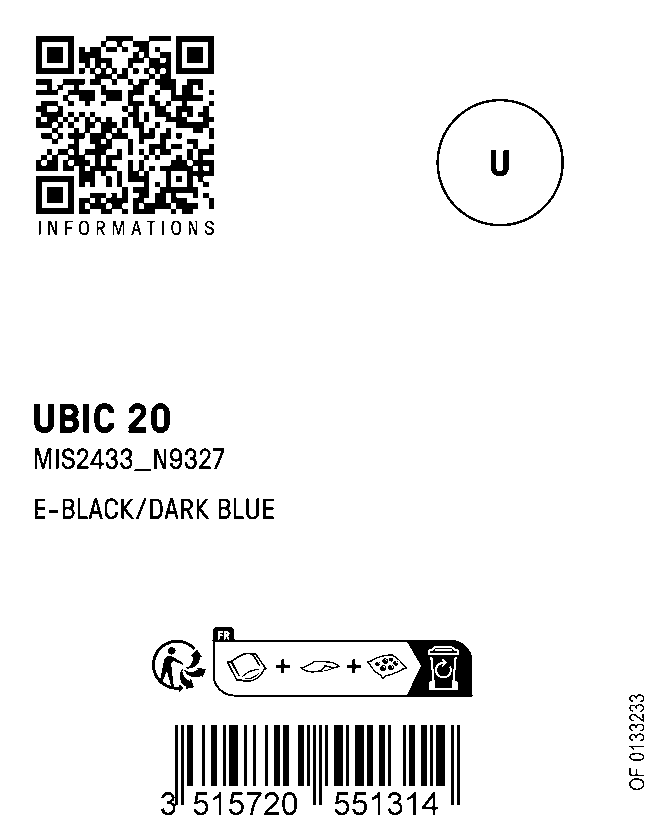 INFORMATIONS
U
UBIC 20
MIS2433_N9327
E-BLACK/DARK BLUE
FR
+ +
3 515720 551314
OF 0133233